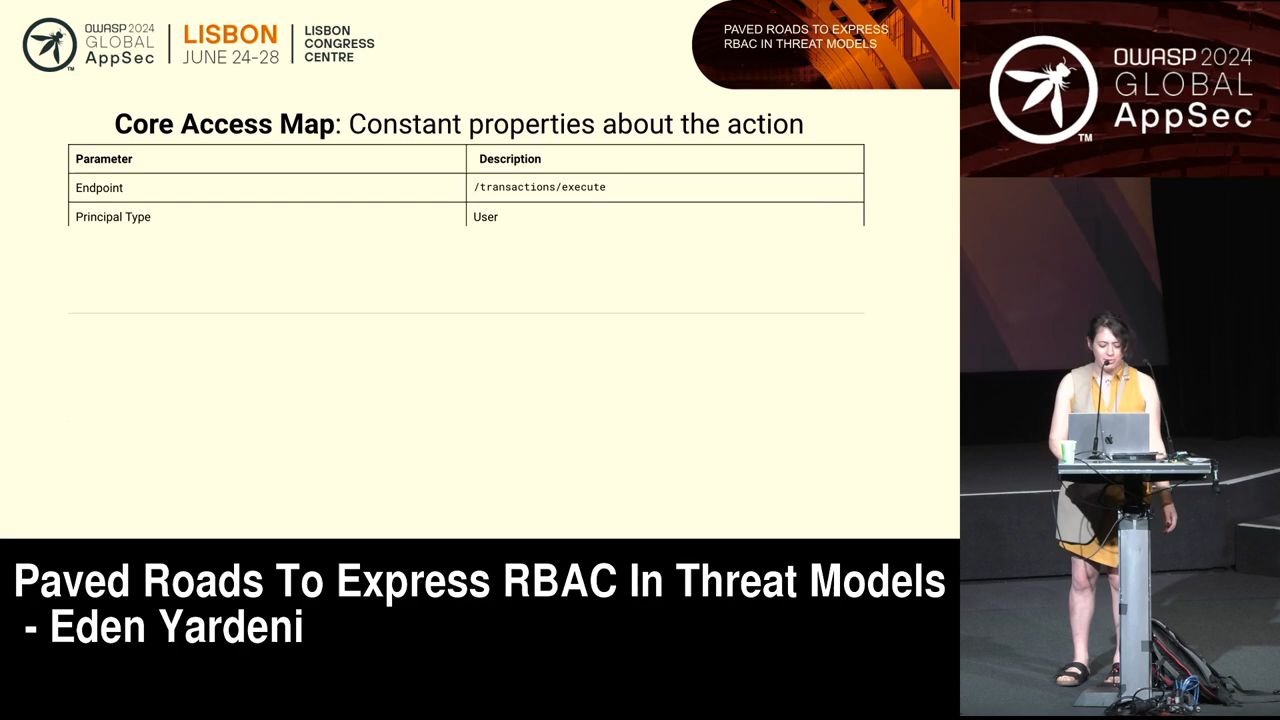 OWASP 2024
GLOBAL
AppSec
TM
LISBON
JUNE 24-28
LISBON
CONGRESS
CENTRE
PAVED ROADS TO EXPRESS
RBAC IN THREAT MODELS
Core Access Map: Constant properties about the action
Parameter
Description
Endpoint
/transactions/execute
Principal Type
User
Paved Roads To Express RBAC In Threat Models
- Eden Yardeni
OWASP 2024
GLOBAL
AppSec
TM